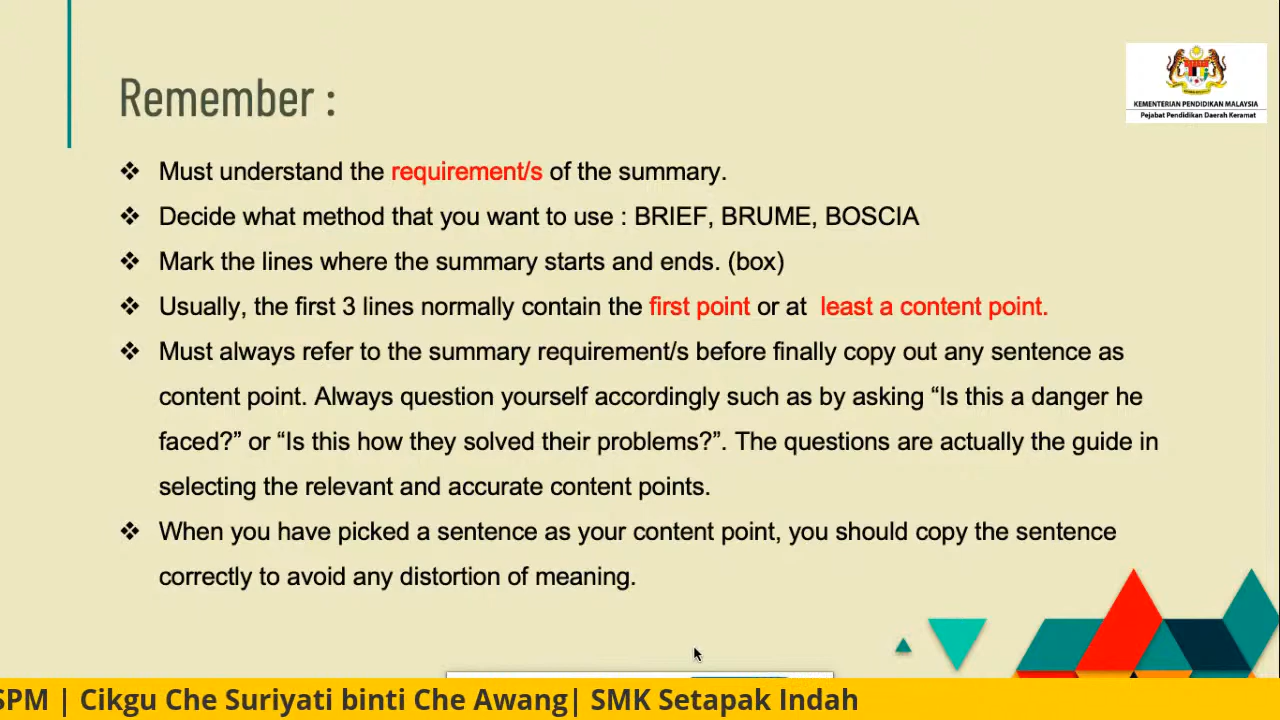 KEMENTERIAN PENDIDIKAN MALAYSIA
Pejabat Pendidikan Daerah Keramat
Remember :
❖ Must understand the requirement/s of the summary.
❖ Decide what method that you want to use : BRIEF, BRUME, BOSCIA
❖ Mark the lines where the summary starts and ends. (box)
❖ Usually, the first 3 lines normally contain the first point or at least a content point.
❖ Must always refer to the summary requirement/s before finally copy out any sentence as
content point. Always question yourself accordingly such as by asking “Is this a danger he
faced?” or “Is this how they solved their problems?”. The questions are actually the guide in
selecting the relevant and accurate content points.
❖ When you have picked a sentence as your content point, you should copy the sentence
correctly to avoid any distortion of meaning.
SPM | Cikgu Che Suriyati binti Che Awang| SMK Setapak Indah